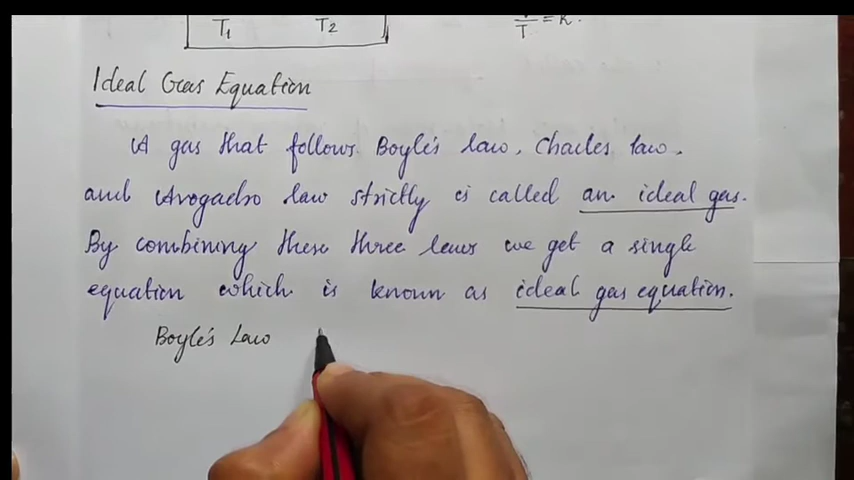 T₁ T₂
V/T = K.
Ideal Gas Equation
A gas that follows Boyle's law, Charles law,
and Avogadro law strictly is called an ideal gas.
By combining these three laws we get a single
equation which is known as ideal gas equation.
Boyle's Law